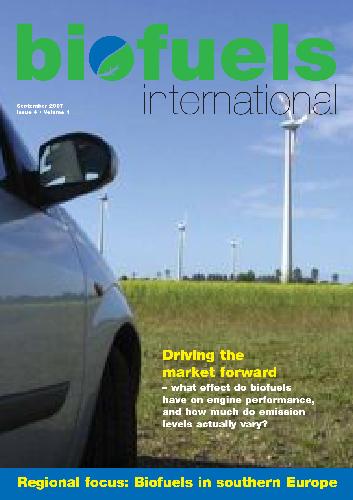 biofuels
international
September 2007
Issue 4 • Volume 1
Driving the
market forward
– what effect do biofuels
have on engine performance,
and how much do emission
levels actually vary?
Regional focus: Biofuels in southern Europe